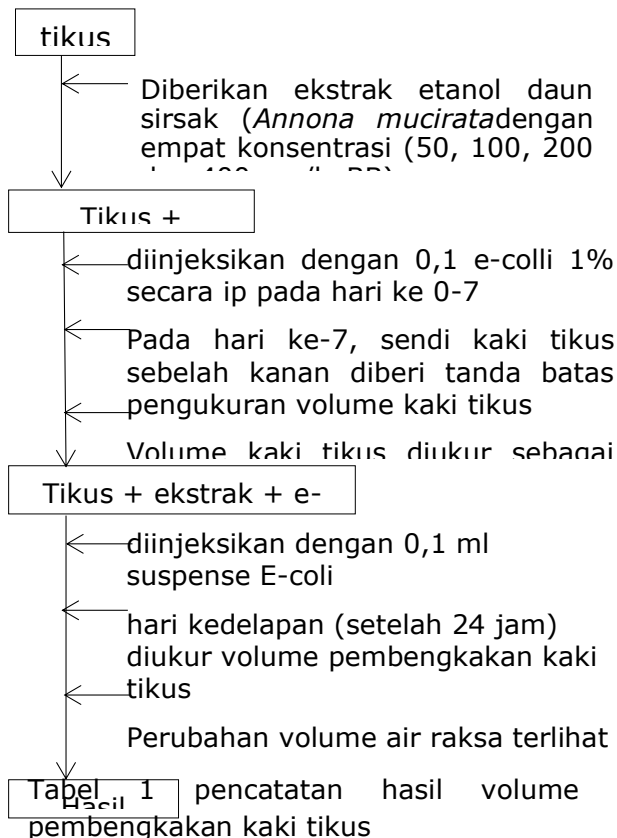 tikus
Diberikan ekstrak etanol daun
sirsak (Annona muciratadengan
empat konsentrasi (50, 100, 200
Tikus +
diinjeksikan dengan 0,1 e-colli 1%
secara ip pada hari ke 0-7
Pada hari ke-7, sendi kaki tikus
sebelah kanan diberi tanda batas
pengukuran volume kaki tikus
Volume kaki tikus diukur sebagai
Tikus + ekstrak + e-
diinjeksikan dengan 0,1 ml
suspense E-coli
hari kedelapan (setelah 24 jam)
diukur volume pembengkakan kaki
tikus
Perubahan volume air raksa terlihat
Hasil
Tabel 1 pencatatan hasil volume
pembengkakan kaki tikus